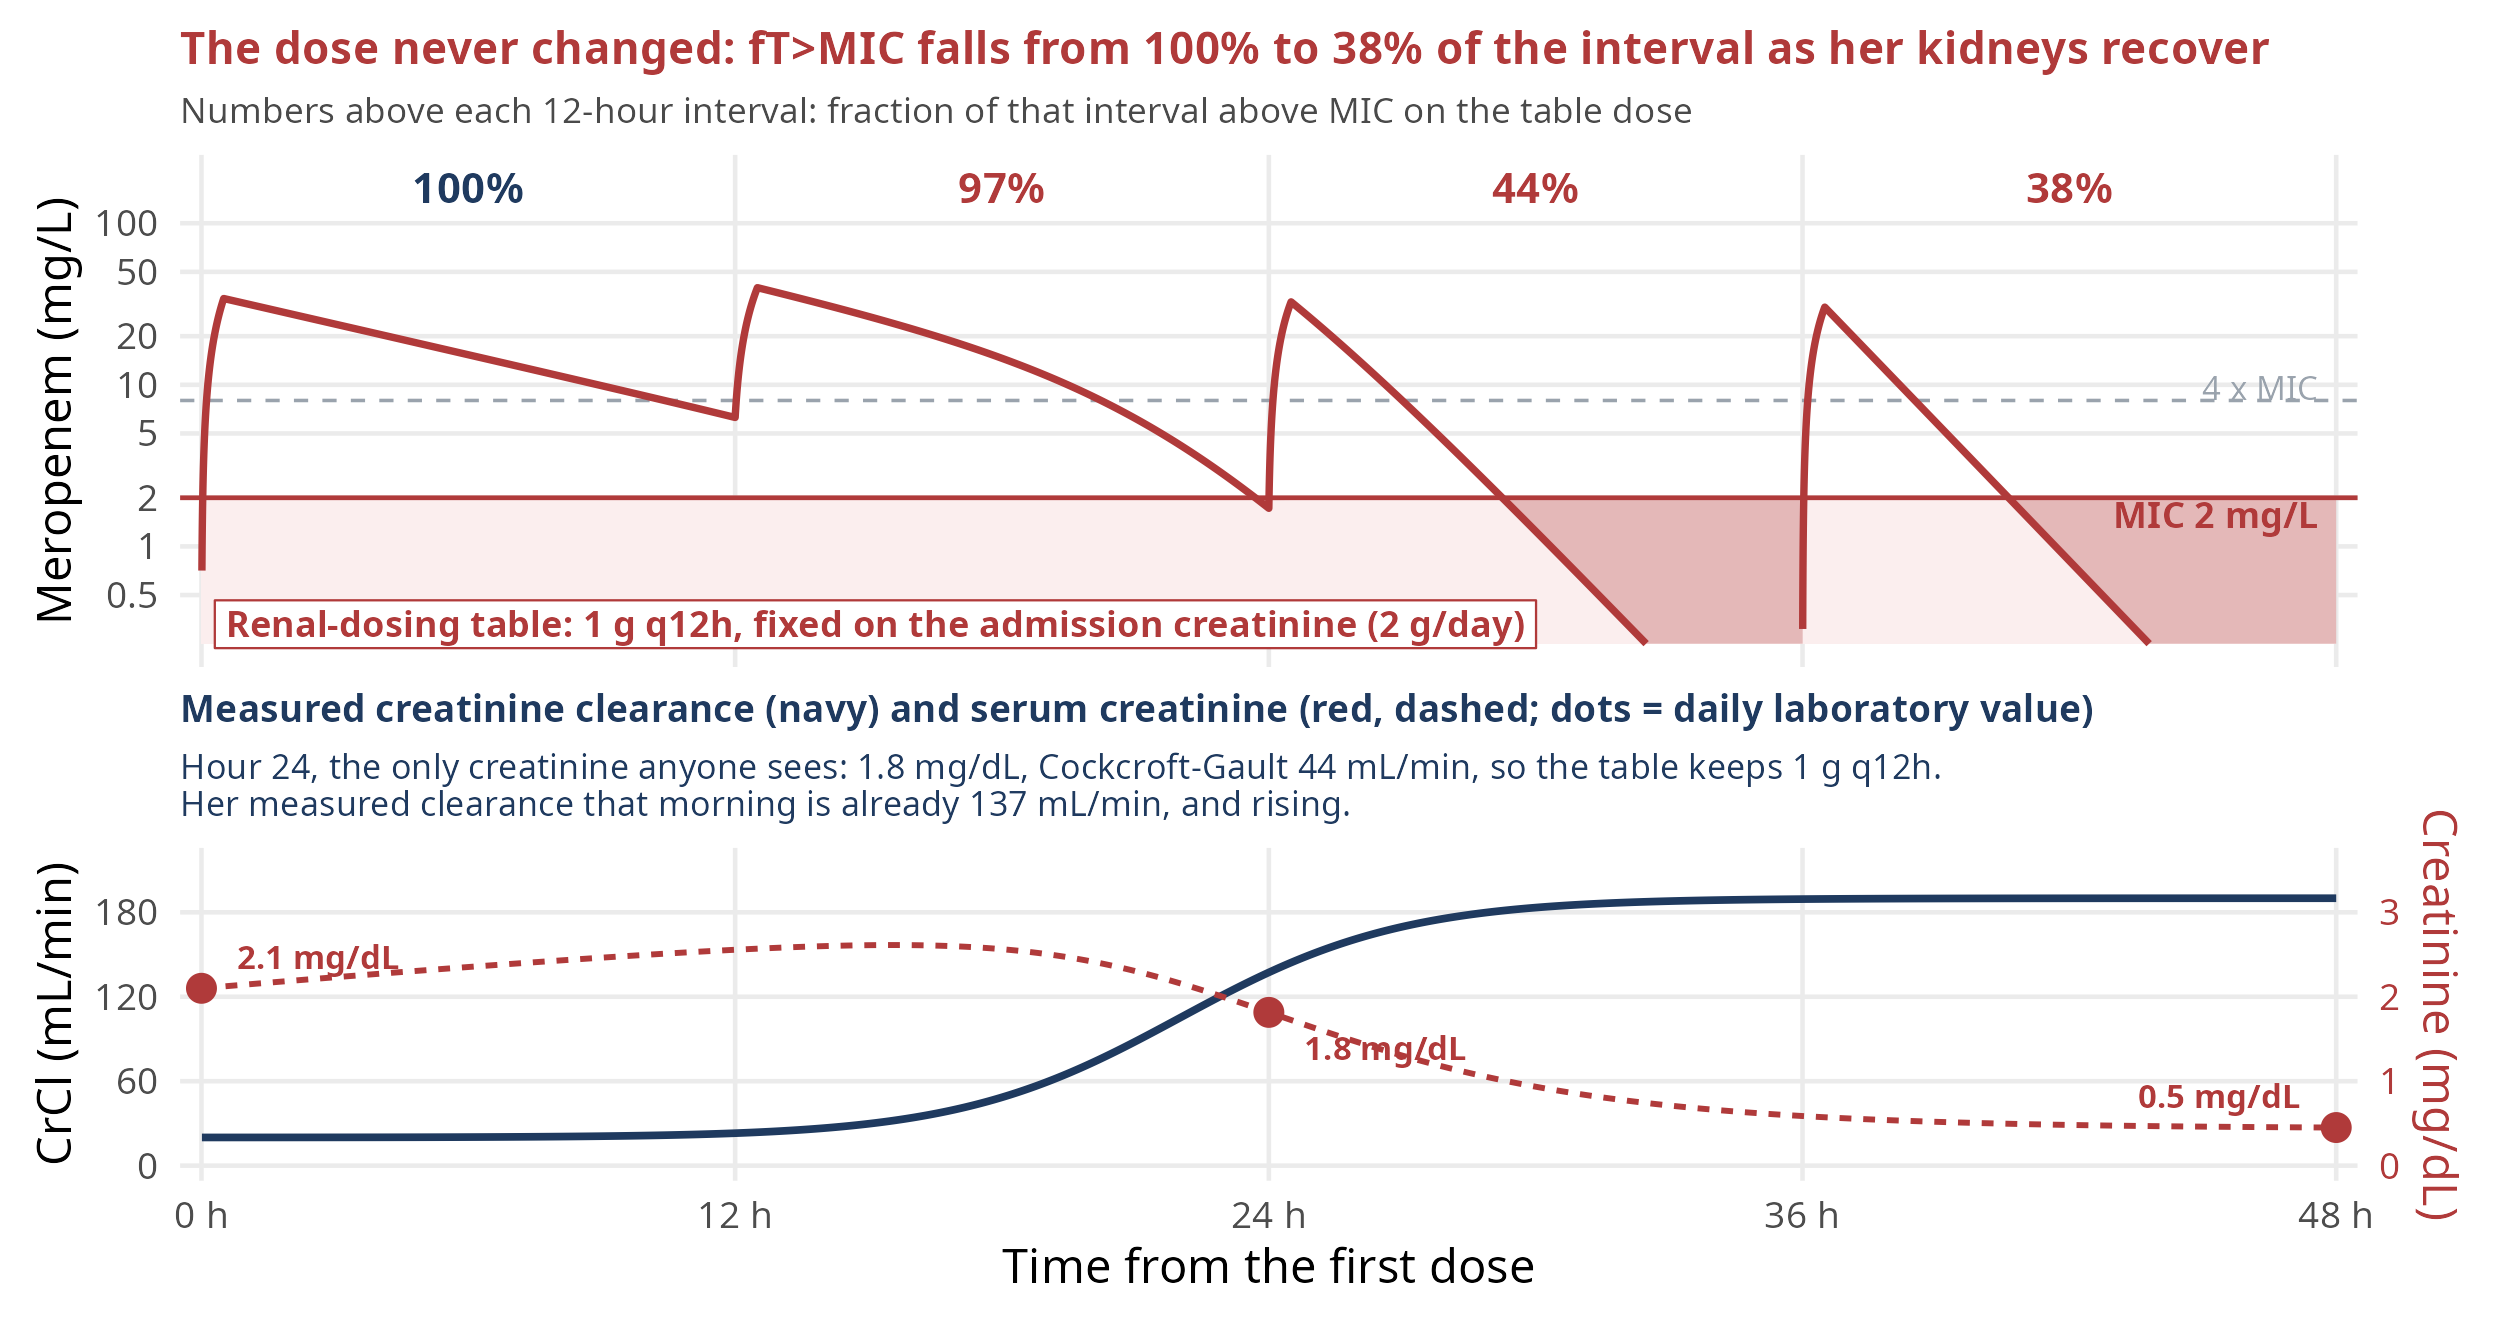 The dose never changed: fT>MIC falls from 100% to 38% of the interval as her kidneys recover
Numbers above each 12-hour interval: fraction of that interval above MIC on the table dose
100%
97%
44%
38%
Meropenem (mg/L)
100
50
20
10
5
2
1
0.5
4 x MIC
MIC 2 mg/L
Renal-dosing table: 1 g q12h, fixed on the admission creatinine (2 g/day)
Measured creatinine clearance (navy) and serum creatinine (red, dashed; dots = daily laboratory value)
Hour 24, the only creatinine anyone sees: 1.8 mg/dL, Cockcroft-Gault 44 mL/min, so the table keeps 1 g q12h.
Her measured clearance that morning is already 137 mL/min, and rising.
CrCl (mL/min)
180
120
60
0
2.1 mg/dL
1.8 mg/dL
0.5 mg/dL
3
2
1
0
Creatinine (mg/dL)
0 h
12 h
24 h
36 h
48 h
Time from the first dose